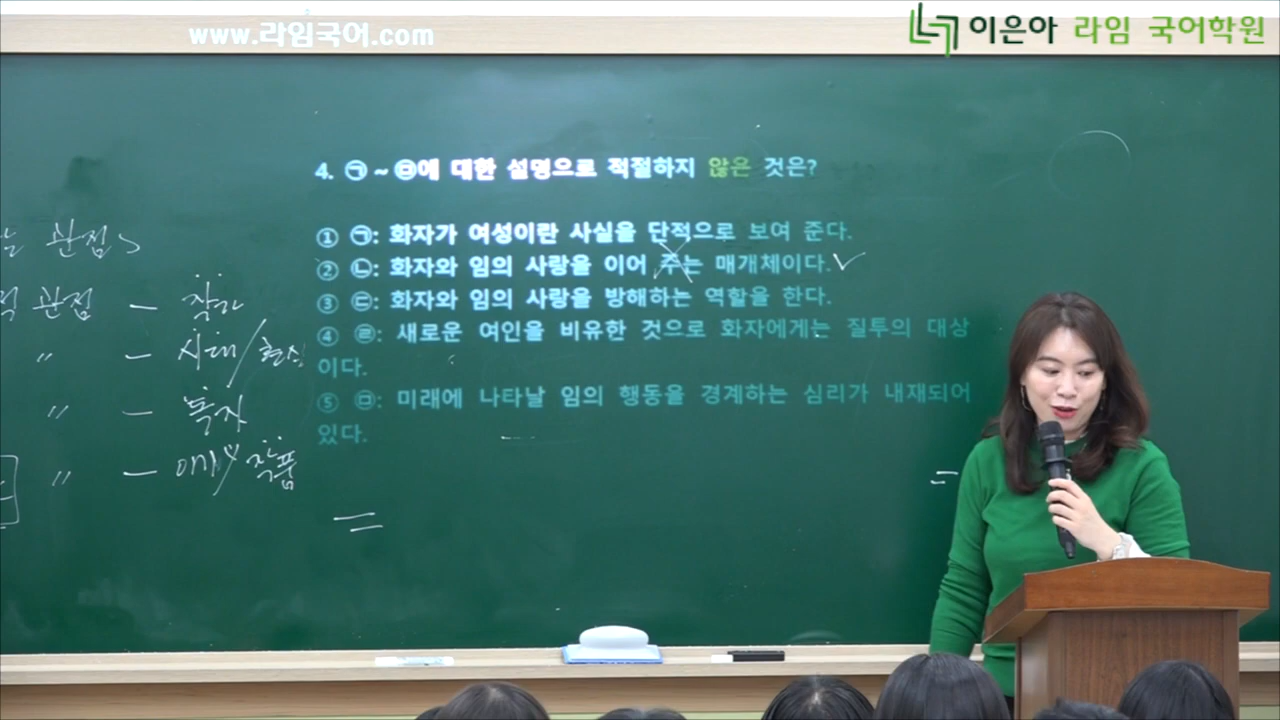 www.라임국어.com
이은아 라임 국어학원
4. ㉠ ~ ㉤에 대한 설명으로 적절하지 않은 것은?
① ㉠: 화자가 여성이란 사실을 단적으로 보여 준다.
② ㉡: 화자와 임의 사랑을 이어 주는 매개체이다.
③ ㉢: 화자와 임의 사랑을 방해하는 역할을 한다.
④ ㉣: 새로운 여인을 비유한 것으로 화자에게는 질투의 대상
이다.
⑤ ㉤: 미래에 나타날 임의 행동을 경계하는 심리가 내재되어
있다.
는 관점
적 관점 — 작가
〃 — 시대/현실
〃 — 독자
〃 — 작품